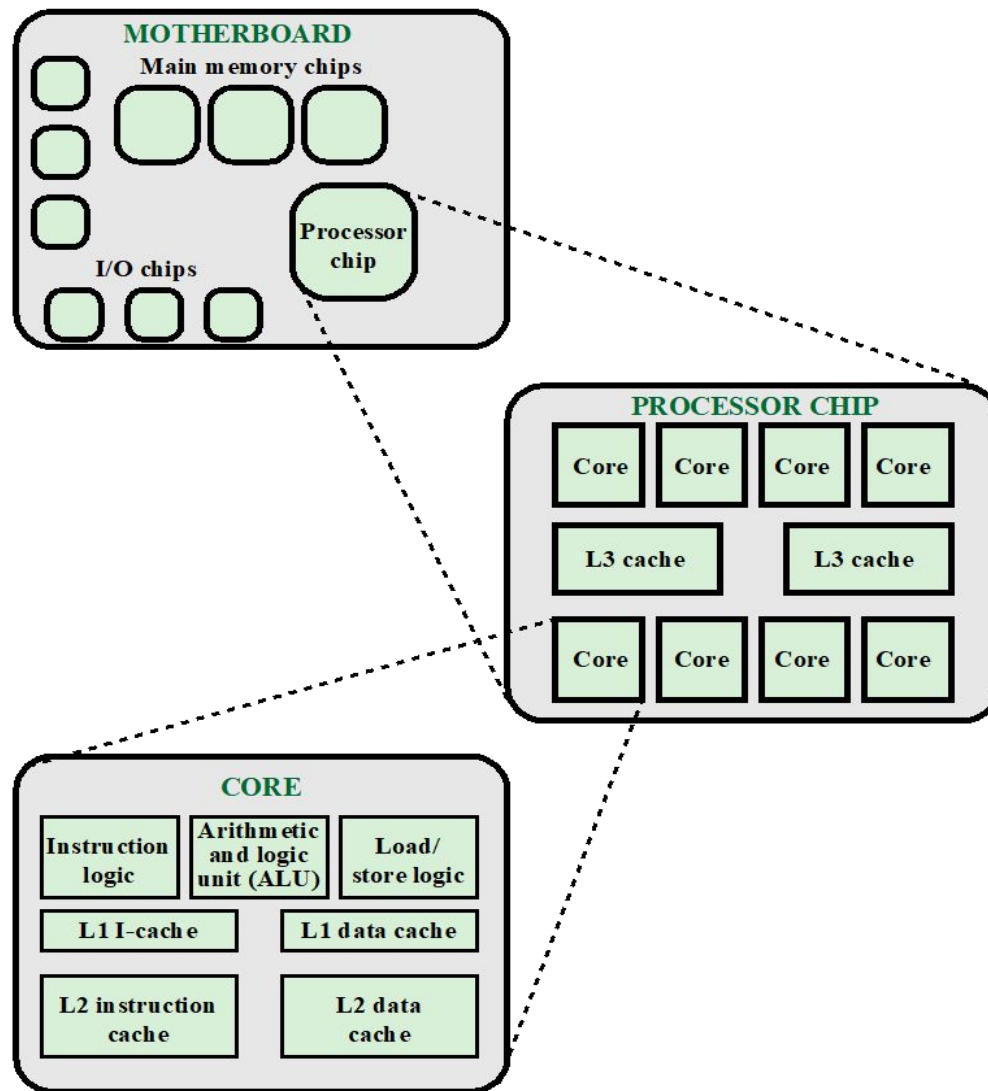 MOTHERBOARD
Main memory chips
Processor
chip
I/O chips
PROCESSOR CHIP
Core
Core
Core
Core
L3 cache
L3 cache
Core
Core
Core
Core
CORE
Instruction
logic
Arithmetic
and logic
unit (ALU)
Load/
store logic
L1 I-cache
L1 data cache
L2 instruction
cache
L2 data
cache